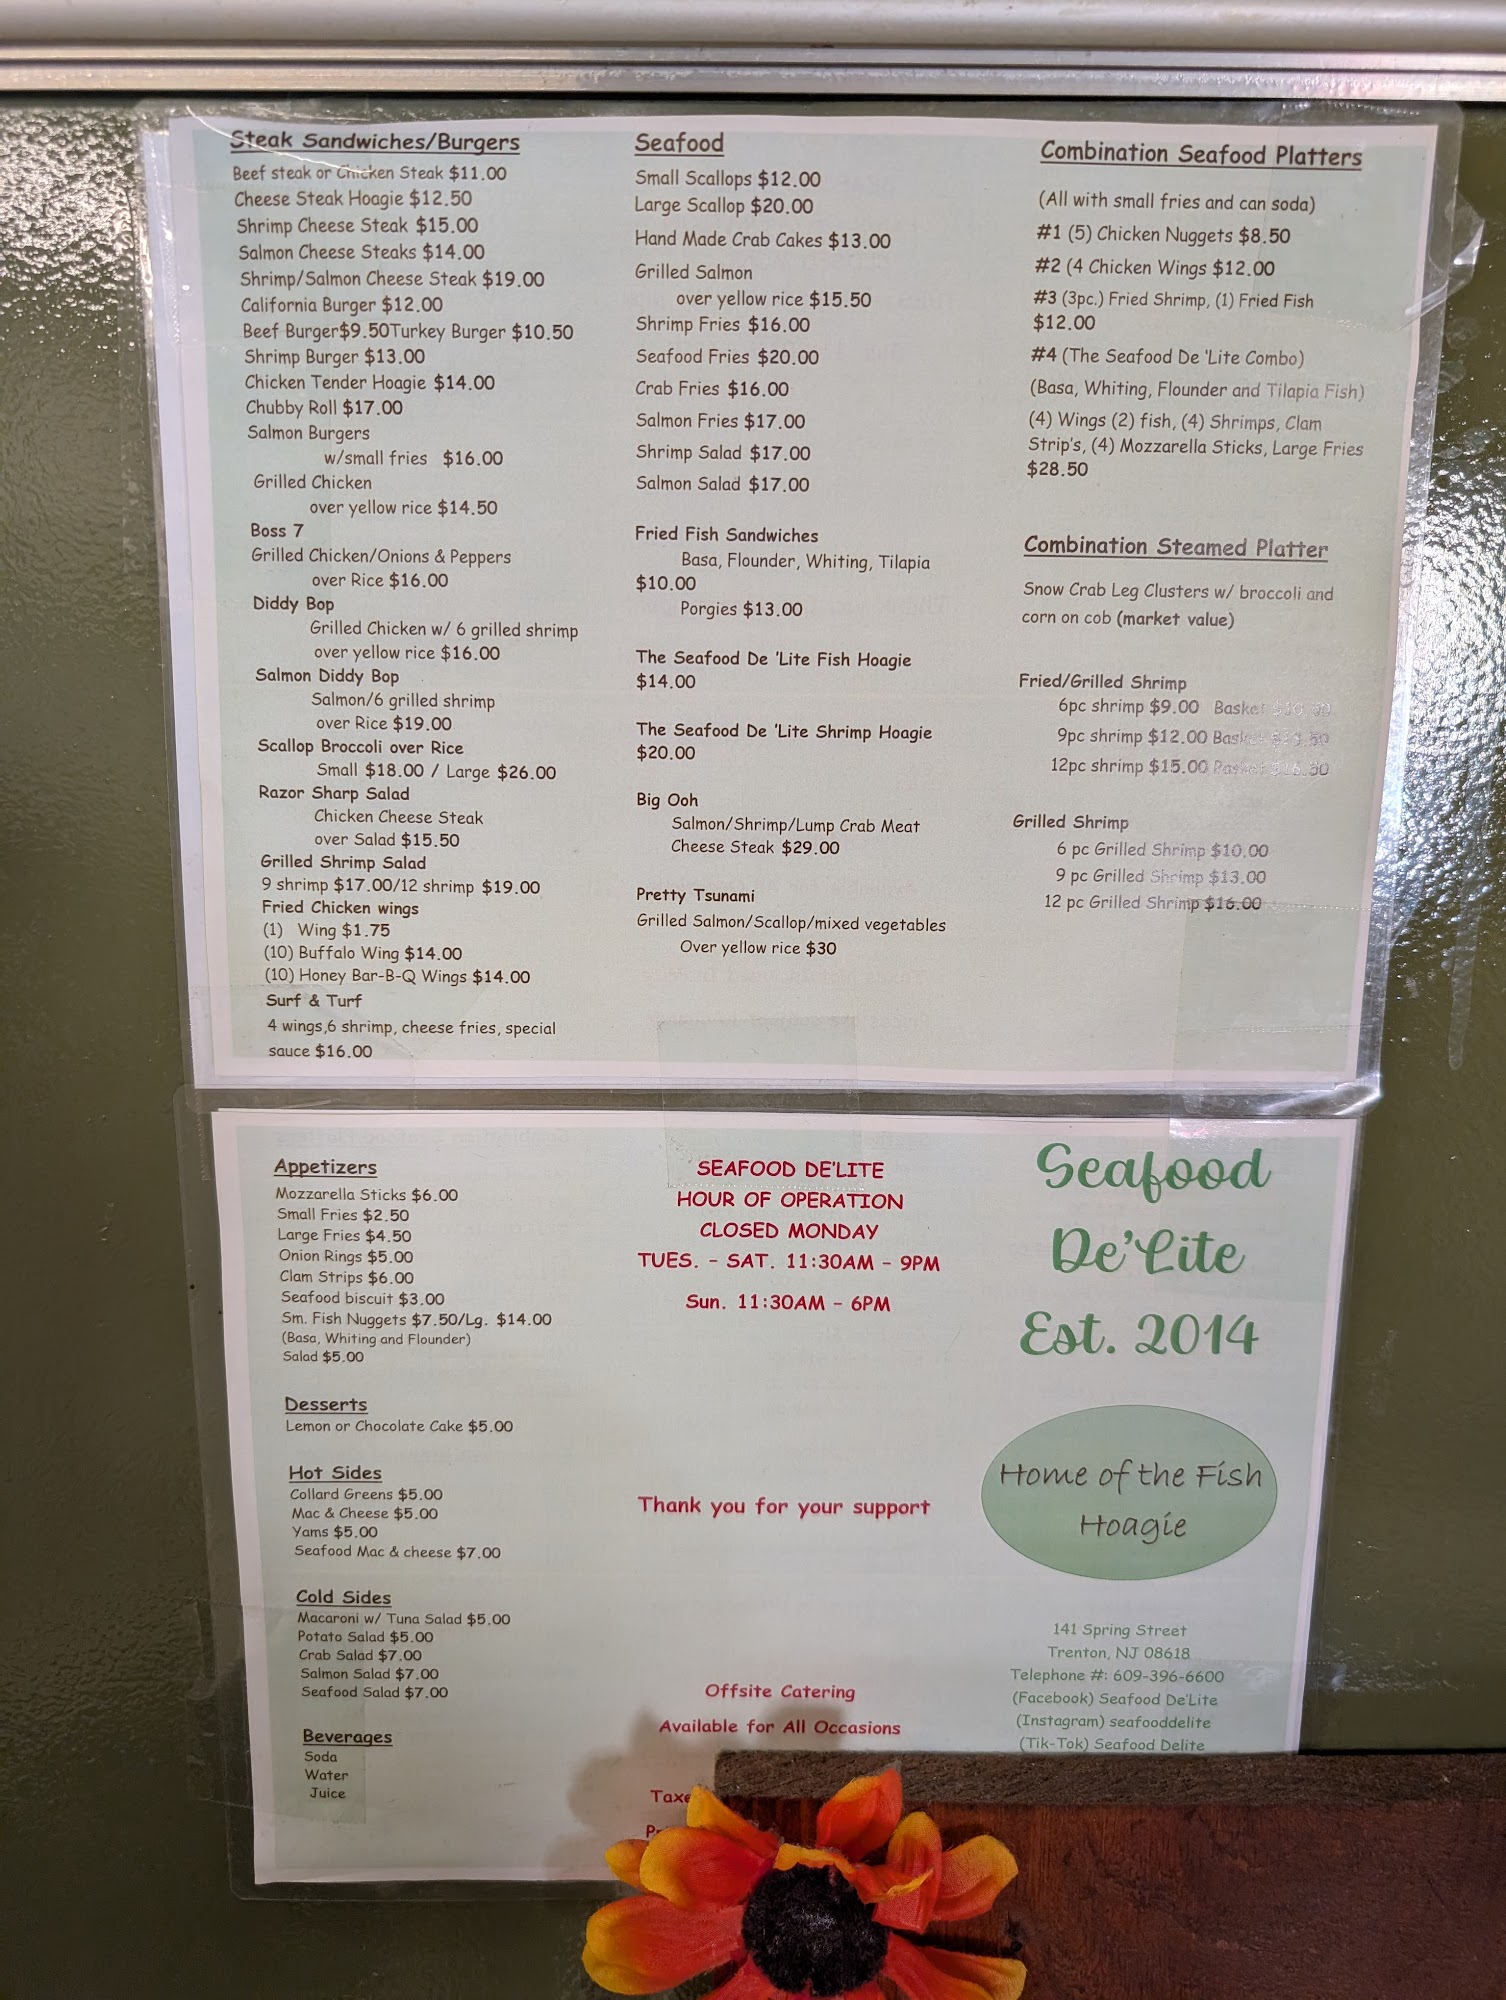 Steak Sandwiches/Burgers
Beef steak or Chicken Steak $11.00
Cheese Steak Hoagie $12.50
Shrimp Cheese Steak $15.00
Salmon Cheese Steaks $14.00
Shrimp/Salmon Cheese Steak $19.00
California Burger $12.00
Beef Burger$9.50Turkey Burger $10.50
Shrimp Burger $13.00
Chicken Tender Hoagie $14.00
Chubby Roll $17.00
Salmon Burgers
w/small fries $16.00
Grilled Chicken
over yellow rice $14.50
Boss 7
Grilled Chicken/Onions & Peppers
over Rice $16.00
Diddy Bop
Grilled Chicken w/ 6 grilled shrimp
over yellow rice $16.00
Salmon Diddy Bop
Salmon/6 grilled shrimp
over Rice $19.00
Scallop Broccoli over Rice
Small $18.00 / Large $26.00
Razor Sharp Salad
Chicken Cheese Steak
over Salad $15.50
Grilled Shrimp Salad
9 shrimp $17.00/12 shrimp $19.00
Fried Chicken wings
(1) Wing $1.75
(10) Buffalo Wing $14.00
(10) Honey Bar-B-Q Wings $14.00
Surf & Turf
4 wings,6 shrimp, cheese fries, special
sauce $16.00
Seafood
Small Scallops $12.00
Large Scallop $20.00
Hand Made Crab Cakes $13.00
Grilled Salmon
over yellow rice $15.50
Shrimp Fries $16.00
Seafood Fries $20.00
Crab Fries $16.00
Salmon Fries $17.00
Shrimp Salad $17.00
Salmon Salad $17.00
Fried Fish Sandwiches
Basa, Flounder, Whiting, Tilapia
$10.00
Porgies $13.00
The Seafood De 'Lite Fish Hoagie
$14.00
The Seafood De 'Lite Shrimp Hoagie
$20.00
Big Ooh
Salmon/Shrimp/Lump Crab Meat
Cheese Steak $29.00
Pretty Tsunami
Grilled Salmon/Scallop/mixed vegetables
Over yellow rice $30
Combination Seafood Platters
(All with small fries and can soda)
#1 (5) Chicken Nuggets $8.50
#2 (4 Chicken Wings $12.00
#3 (3pc.) Fried Shrimp, (1) Fried Fish
$12.00
#4 (The Seafood De 'Lite Combo)
(Basa, Whiting, Flounder and Tilapia Fish)
(4) Wings (2) fish, (4) Shrimps, Clam
Strip's, (4) Mozzarella Sticks, Large Fries
$28.50
Combination Steamed Platter
Snow Crab Leg Clusters w/ broccoli and
corn on cob (market value)
Fried/Grilled Shrimp
6pc shrimp $9.00 Basket
9pc shrimp $12.00 Basket
12pc shrimp $15.00 Basket
Grilled Shrimp
6 pc Grilled Shrimp $10.00
9 pc Grilled Shrimp $13.00
12 pc Grilled Shrimp $16.00
Appetizers
Mozzarella Sticks $6.00
Small Fries $2.50
Large Fries $4.50
Onion Rings $5.00
Clam Strips $6.00
Seafood biscuit $3.00
Sm. Fish Nuggets $7.50/Lg. $14.00
(Basa, Whiting and Flounder)
Salad $5.00
Desserts
Lemon or Chocolate Cake $5.00
Hot Sides
Collard Greens $5.00
Mac & Cheese $5.00
Yams $5.00
Seafood Mac & cheese $7.00
Cold Sides
Macaroni w/ Tuna Salad $5.00
Potato Salad $5.00
Crab Salad $7.00
Salmon Salad $7.00
Seafood Salad $7.00
Beverages
Soda
Water
Juice
SEAFOOD DE'LITE
HOUR OF OPERATION
CLOSED MONDAY
TUES. - SAT. 11:30AM - 9PM
Sun. 11:30AM - 6PM
Thank you for your support
Offsite Catering
Available for All Occasions
Seafood
De'Lite
Est. 2014
Home of the Fish
Hoagie
141 Spring Street
Trenton, NJ 08618
Telephone #: 609-396-6600
(Facebook) Seafood De'Lite
(Instagram) seafooddelite
(Tik-Tok) Seafood Delite